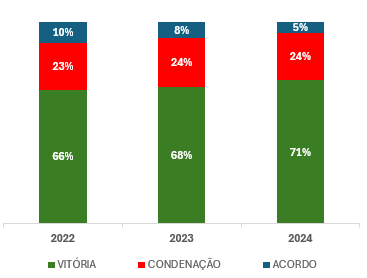 10% 8% 5%
23% 24% 24%
66% 68% 71%
2022 2023 2024
VITÓRIA CONDENAÇÃO ACORDO